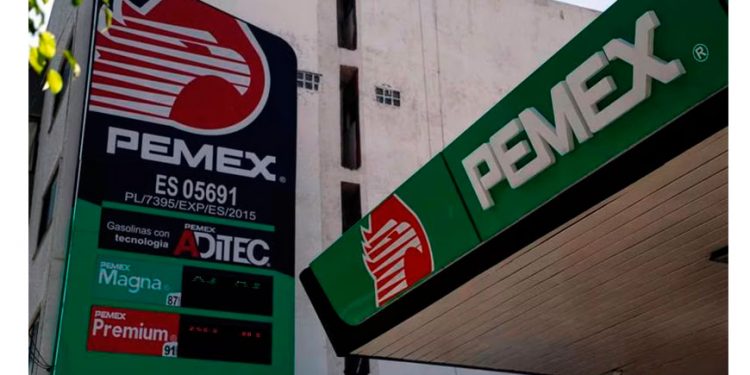 PEMEX®
ES 05691
PL/7395/EXP/ES/2015
Gasolinas con
tecnología
PEMEX
ADiTEC
PEMEX
Magna
87
PEMEX
Premium
91
PEMEX®